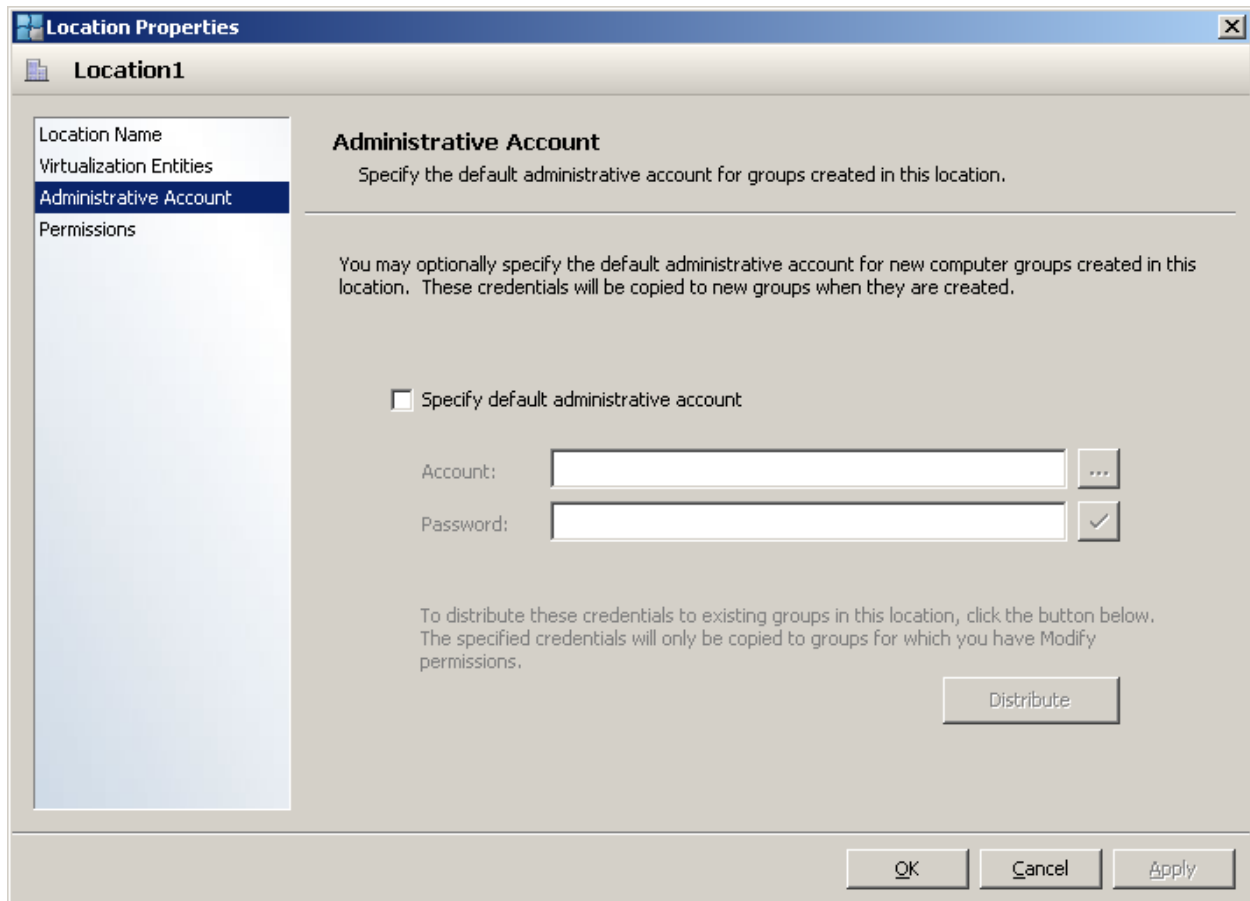 Location Properties
Location1
Location Name
Virtualization Entities
Administrative Account
Permissions
Administrative Account
Specify the default administrative account for groups created in this location.
You may optionally specify the default administrative account for new computer groups created in this
location.  These credentials will be copied to new groups when they are created.
Specify default administrative account
Account:
...
Password:
To distribute these credentials to existing groups in this location, click the button below.
The specified credentials will only be copied to groups for which you have Modify
permissions.
Distribute
OK
Cancel
Apply